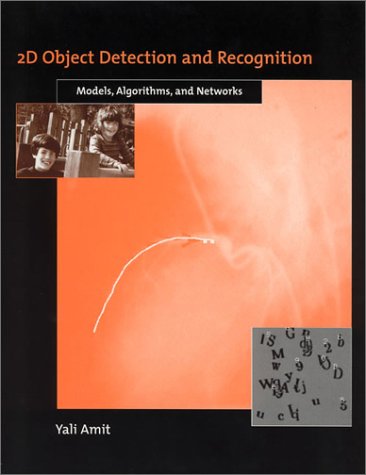 2D Object Detection and Recognition
Models, Algorithms, and Networks
Yali Amit